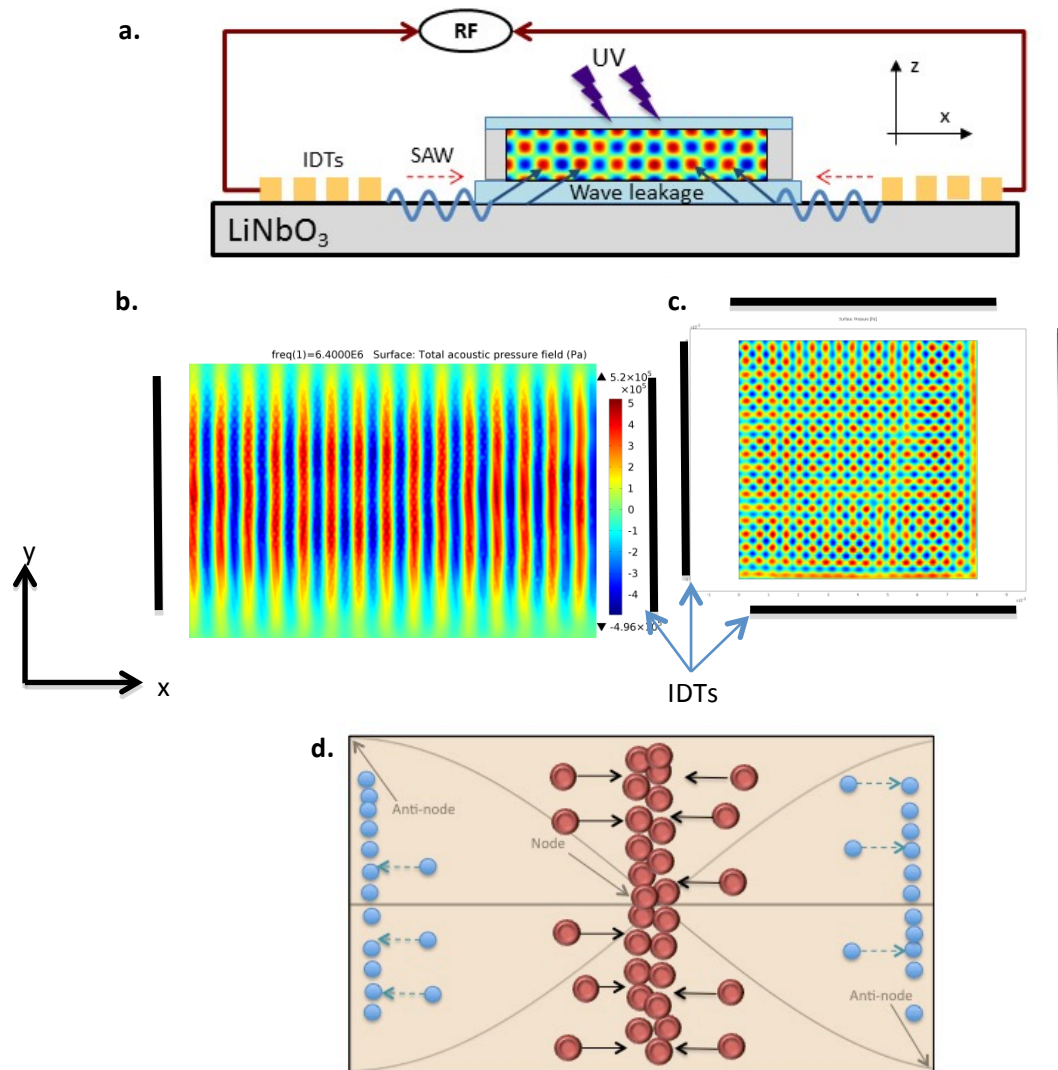 a.
RF
UV
z
x
IDTs
SAW
Wave leakage
LiNbO₃
b.
c.
freq(1)=6.4000E6 Surface: Total acoustic pressure field (Pa)
5.2×10⁵
×10⁵
5
4
3
2
1
0
-1
-2
-3
-4
-4.96×10⁵
y
x
IDTs
d.
Anti-node
Node
Anti-node